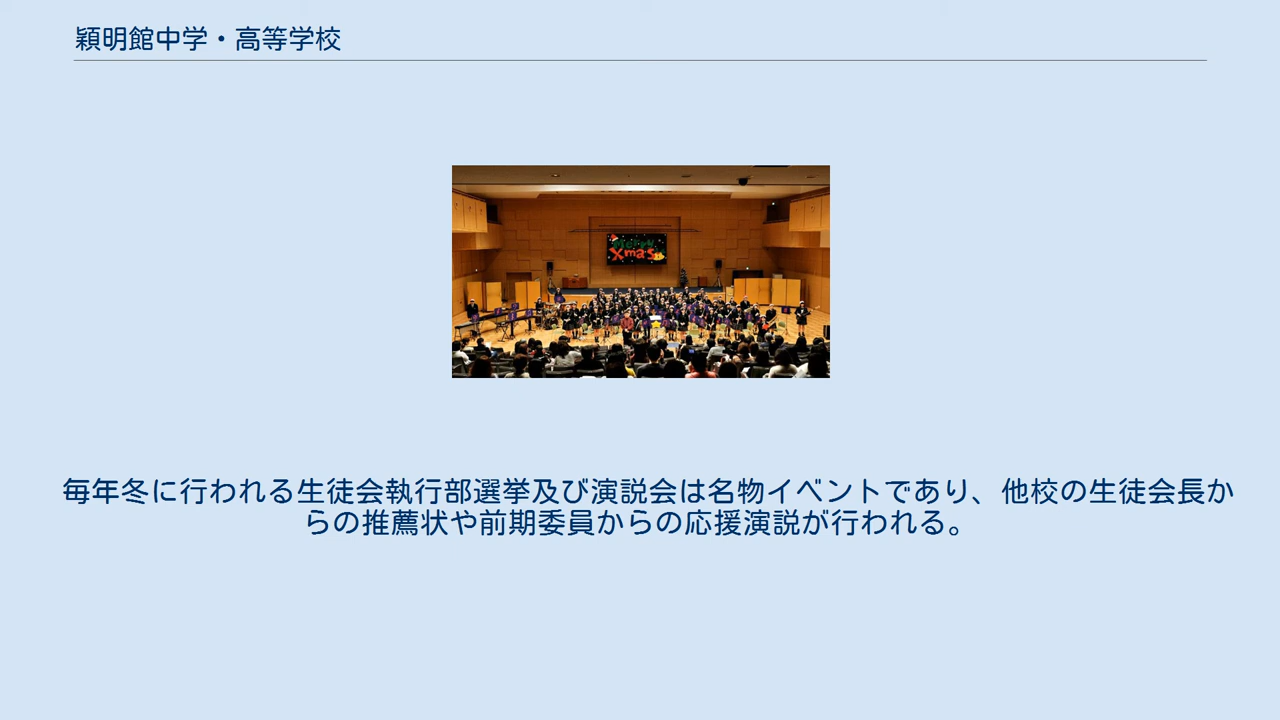 穎明館中学・高等学校
Merry
Xmas
毎年冬に行われる生徒会執行部選挙及び演説会は名物イベントであり、他校の生徒会長か
らの推薦状や前期委員からの応援演説が行われる。